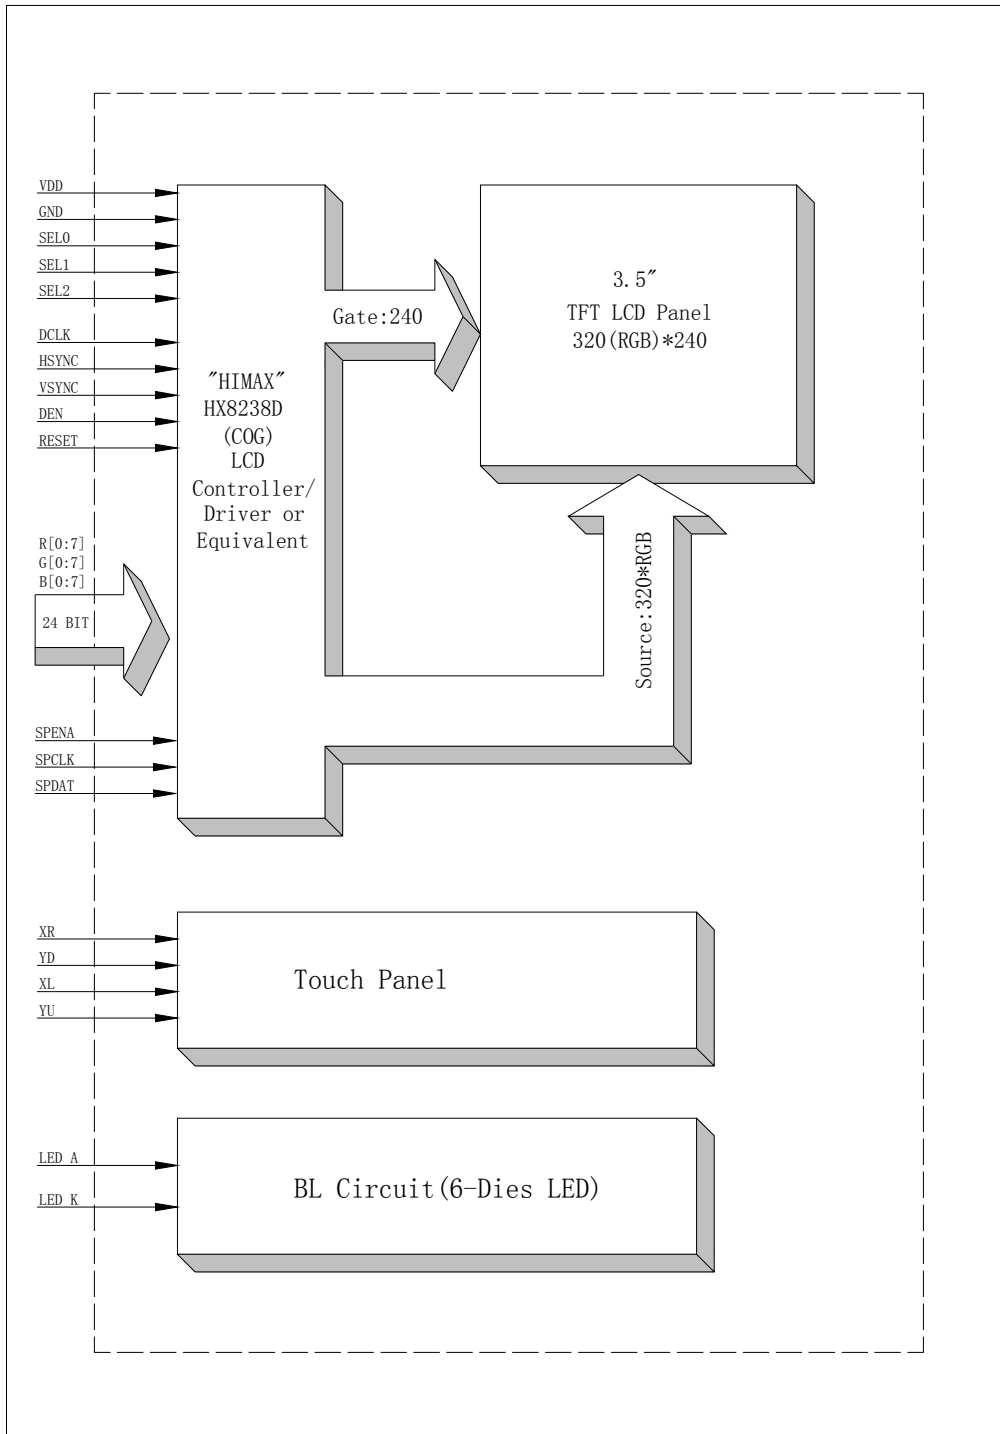 VDD
GND
SEL0
SEL1
SEL2
DCLK
HSYNC
VSYNC
DEN
RESET
R[0:7]
G[0:7]
B[0:7]
24 BIT
SPENA
SPCLK
SPDAT
"HIMAX"
HX8238D
(COG)
LCD
Controller/
Driver or
Equivalent
Gate:240
3.5"
TFT LCD Panel
320(RGB)*240
Source:320*RGB
XR
YD
XL
YU
Touch Panel
LED A
LED K
BL Circuit(6-Dies LED)